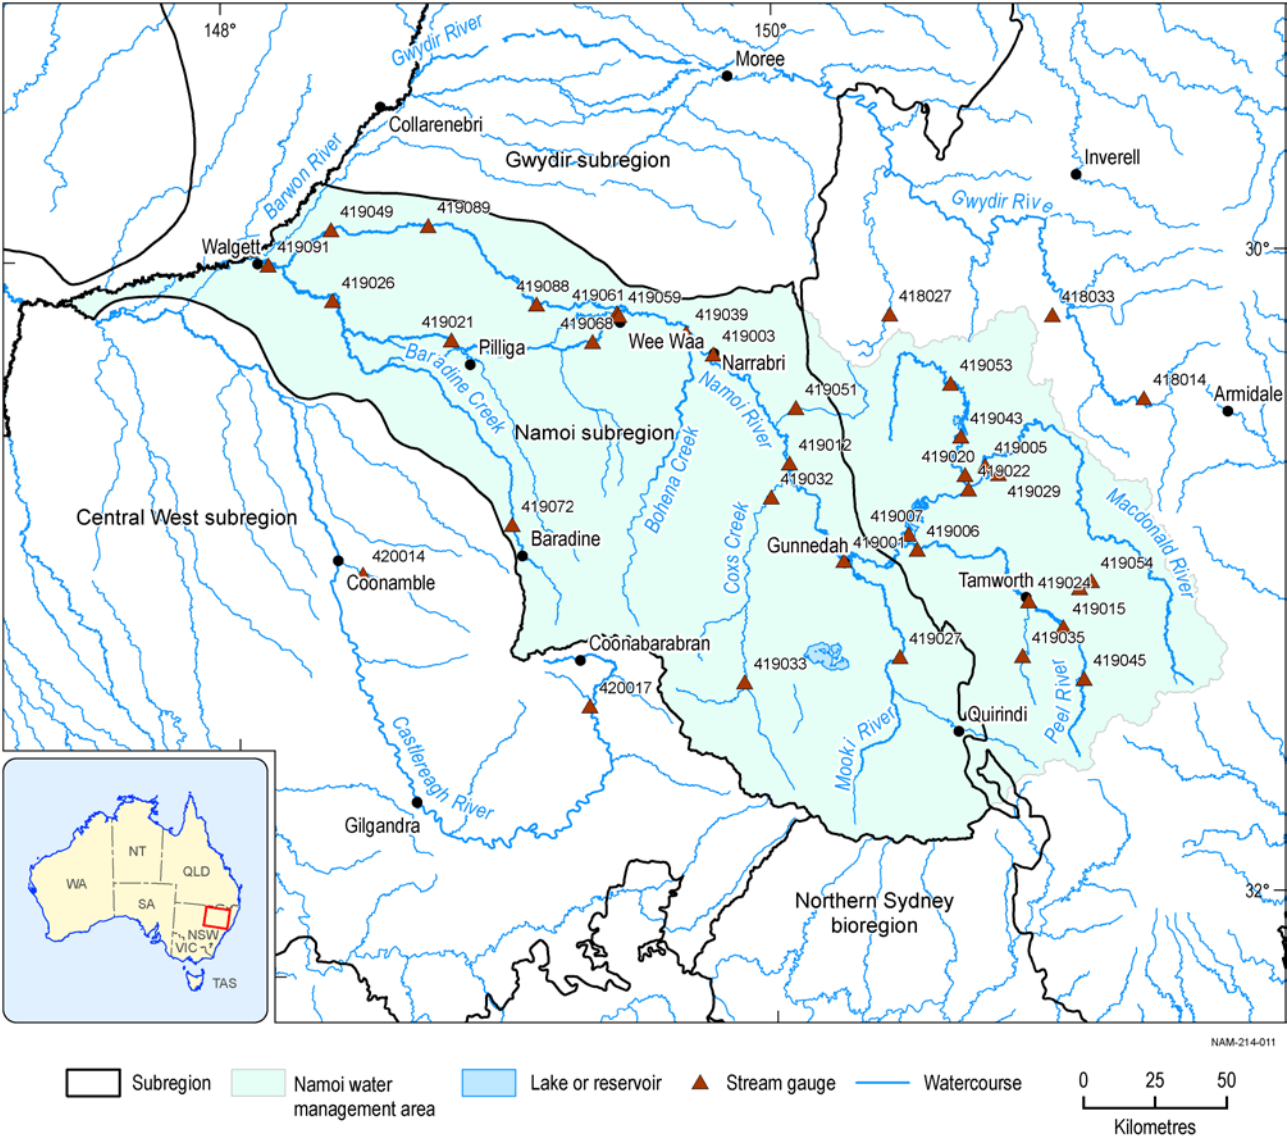 148°
150°
Gwydir River
Moree
Collarenebri
Inverell
Gwydir subregion
Barwon River
Gwydir Rive
419049
419089
Walgett
419091
30°
419026
419088
419061
419059
418027
418033
419039
419021
419068
Wee Waa
419003
Pilliga
Narrabri
Baradine Creek
Namoi River
419053
418014
Armidale
419051
419043
Namoi subregion
419005
419012
419020
419022
Bohena Creek
419032
419029
Macdonald River
Central West subregion
419072
419007
419006
Baradine
Coxs Creek
Gunnedah
419001
420014
Coonamble
Tamworth
419024
419054
419015
Coonabarabran
419027
419035
419033
419045
420017
Peel River
Quirindi
Mooki River
Castlereagh River
Gilgandra
NT
QLD
WA
SA
NSW
VIC
TAS
32°
Northern Sydney
bioregion
NAM-214-011
Subregion
Namoi water
management area
Lake or reservoir
Stream gauge
Watercourse
0 25 50
Kilometres